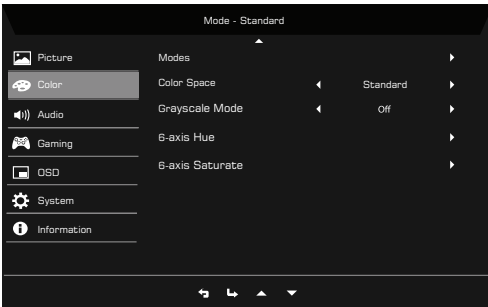 Mode - Standard
Picture
Modes
Color
Color Space Standard
Audio
Grayscale Mode Off
Gaming
6-axis Hue
OSD
6-axis Saturate
System
Information